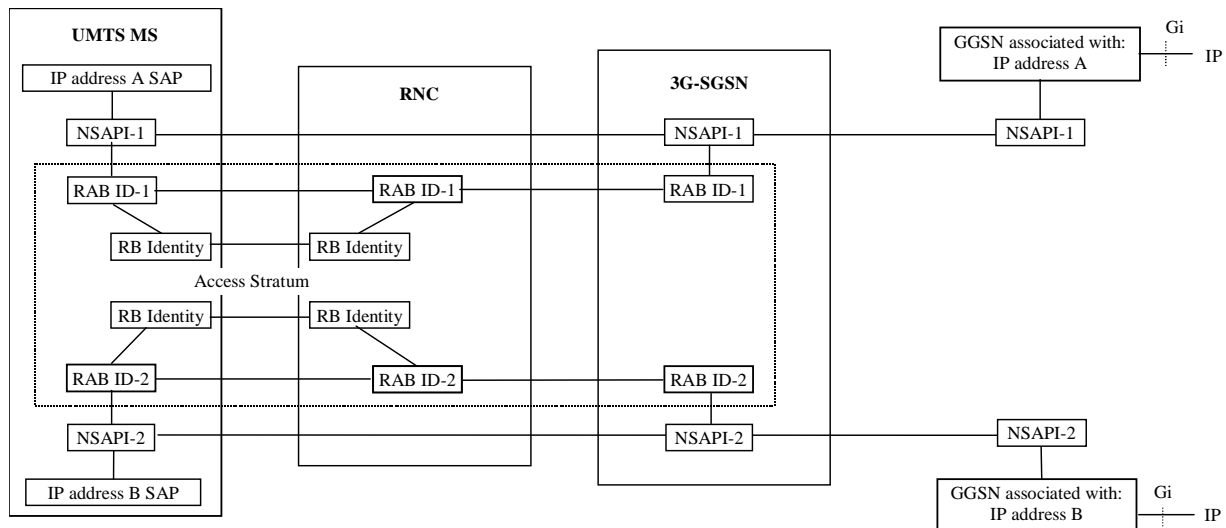 UMTS MS
IP address A SAP
RNC
3G-SGSN
GGSN associated with:
IP address A
Gi
IP
NSAPI-1
NSAPI-1
NSAPI-1
RAB ID-1
RAB ID-1
RAB ID-1
RB Identity
RB Identity
Access Stratum
RB Identity
RB Identity
RAB ID-2
RAB ID-2
RAB ID-2
NSAPI-2
NSAPI-2
NSAPI-2
IP address B SAP
GGSN associated with:
IP address B
Gi
IP